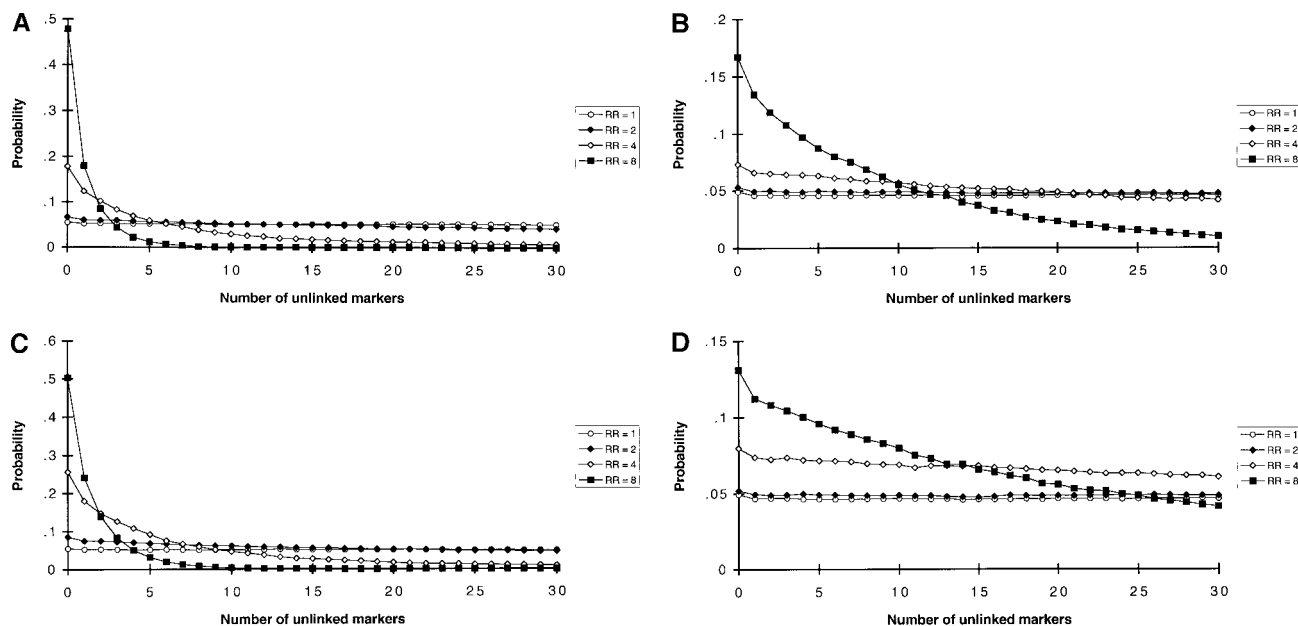 A
.5
.4
.3
.2
.1
0
Probability
0 5 10 15 20 25 30
Number of unlinked markers
RR = 1
RR = 2
RR = 4
RR = 8
B
.2
.15
.1
.05
0
Probability
0 5 10 15 20 25 30
Number of unlinked markers
RR = 1
RR = 2
RR = 4
RR = 8
C
.6
.5
.4
.3
.2
.1
0
Probability
0 5 10 15 20 25 30
Number of unlinked markers
RR = 1
RR = 2
RR = 4
RR = 8
D
.15
.1
.05
0
Probability
0 5 10 15 20 25 30
Number of unlinked markers
RR = 1
RR = 2
RR = 4
RR = 8